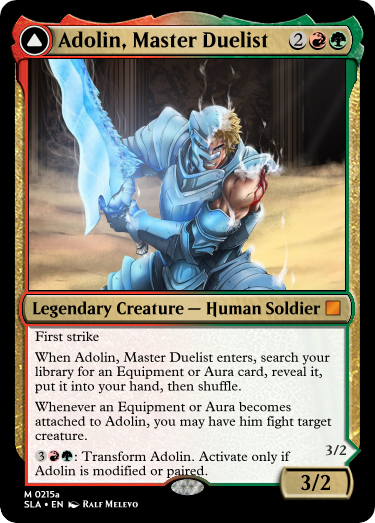 Adolin, Master Duelist 2
Legendary Creature — Human Soldier
First strike
When Adolin, Master Duelist enters, search your
library for an Equipment or Aura card, reveal it,
put it into your hand, then shuffle.
Whenever an Equipment or Aura becomes
attached to Adolin, you may have him fight target
creature.
3: Transform Adolin. Activate only if
Adolin is modified or paired.
3/2
3/2
M 0215a
SLA • EN Ralf Melevo